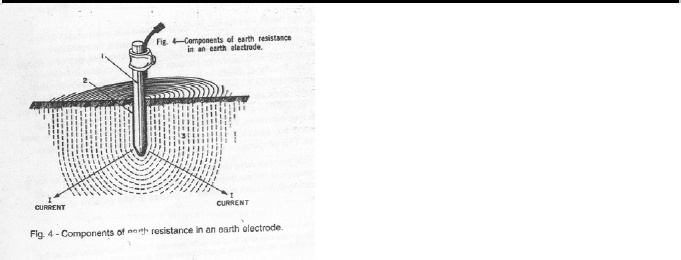 Fig. 4—Components of earth resistance
in an earth electrode.
1
2
3
I
CURRENT
I
CURRENT
Fig. 4 - Components of earth resistance in an earth electrode.